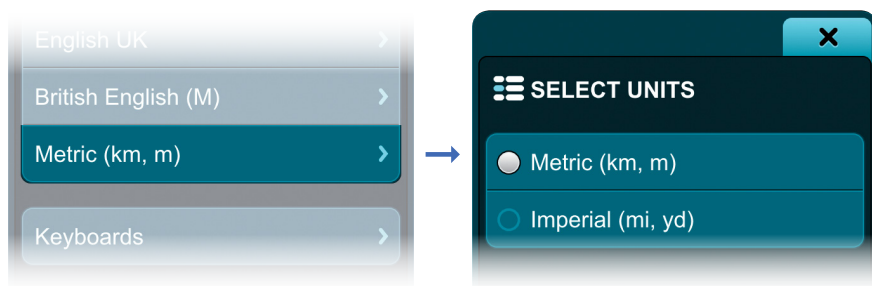 English UK
British English (M)
Metric (km, m)
Keyboards
SELECT UNITS
Metric (km, m)
Imperial (mi, yd)